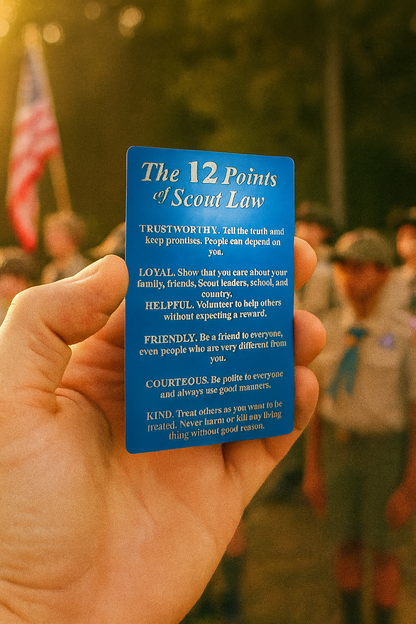 The 12 Points
of Scout Law
TRUSTWORTHY. Tell the truth amd
keep prontises. People can depend on
you.
LOYAL. Show that you care about your
family, friends, Scout leaders, school, and
country.
HELPFUL. Volunteer to help others
without expecting a reward.
FRIENDLY. Be a friend to everyone,
even people who are very different from
you.
COURTEOUS. Be polite to everyone
and always use good manners.
KIND. Treat others as you want to be
treated. Never harm or kill any living
thing without good reason.